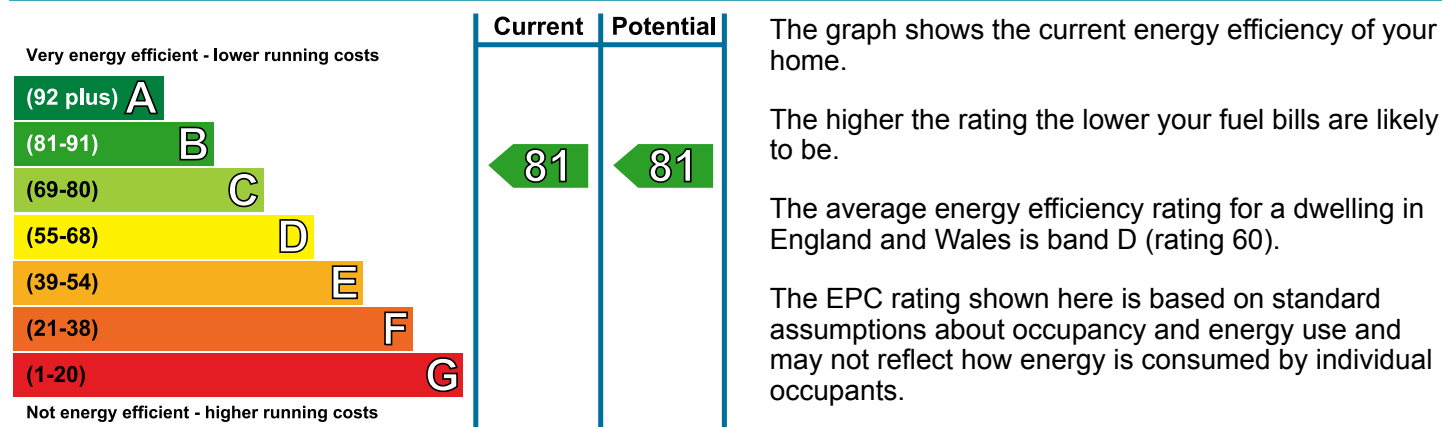 Current Potential
Very energy efficient - lower running costs
(92 plus) A
(81-91) B
(69-80) C
(55-68) D
(39-54) E
(21-38) F
(1-20) G
Not energy efficient - higher running costs
81 81
The graph shows the current energy efficiency of your
home.
The higher the rating the lower your fuel bills are likely
to be.
The average energy efficiency rating for a dwelling in
England and Wales is band D (rating 60).
The EPC rating shown here is based on standard
assumptions about occupancy and energy use and
may not reflect how energy is consumed by individual
occupants.